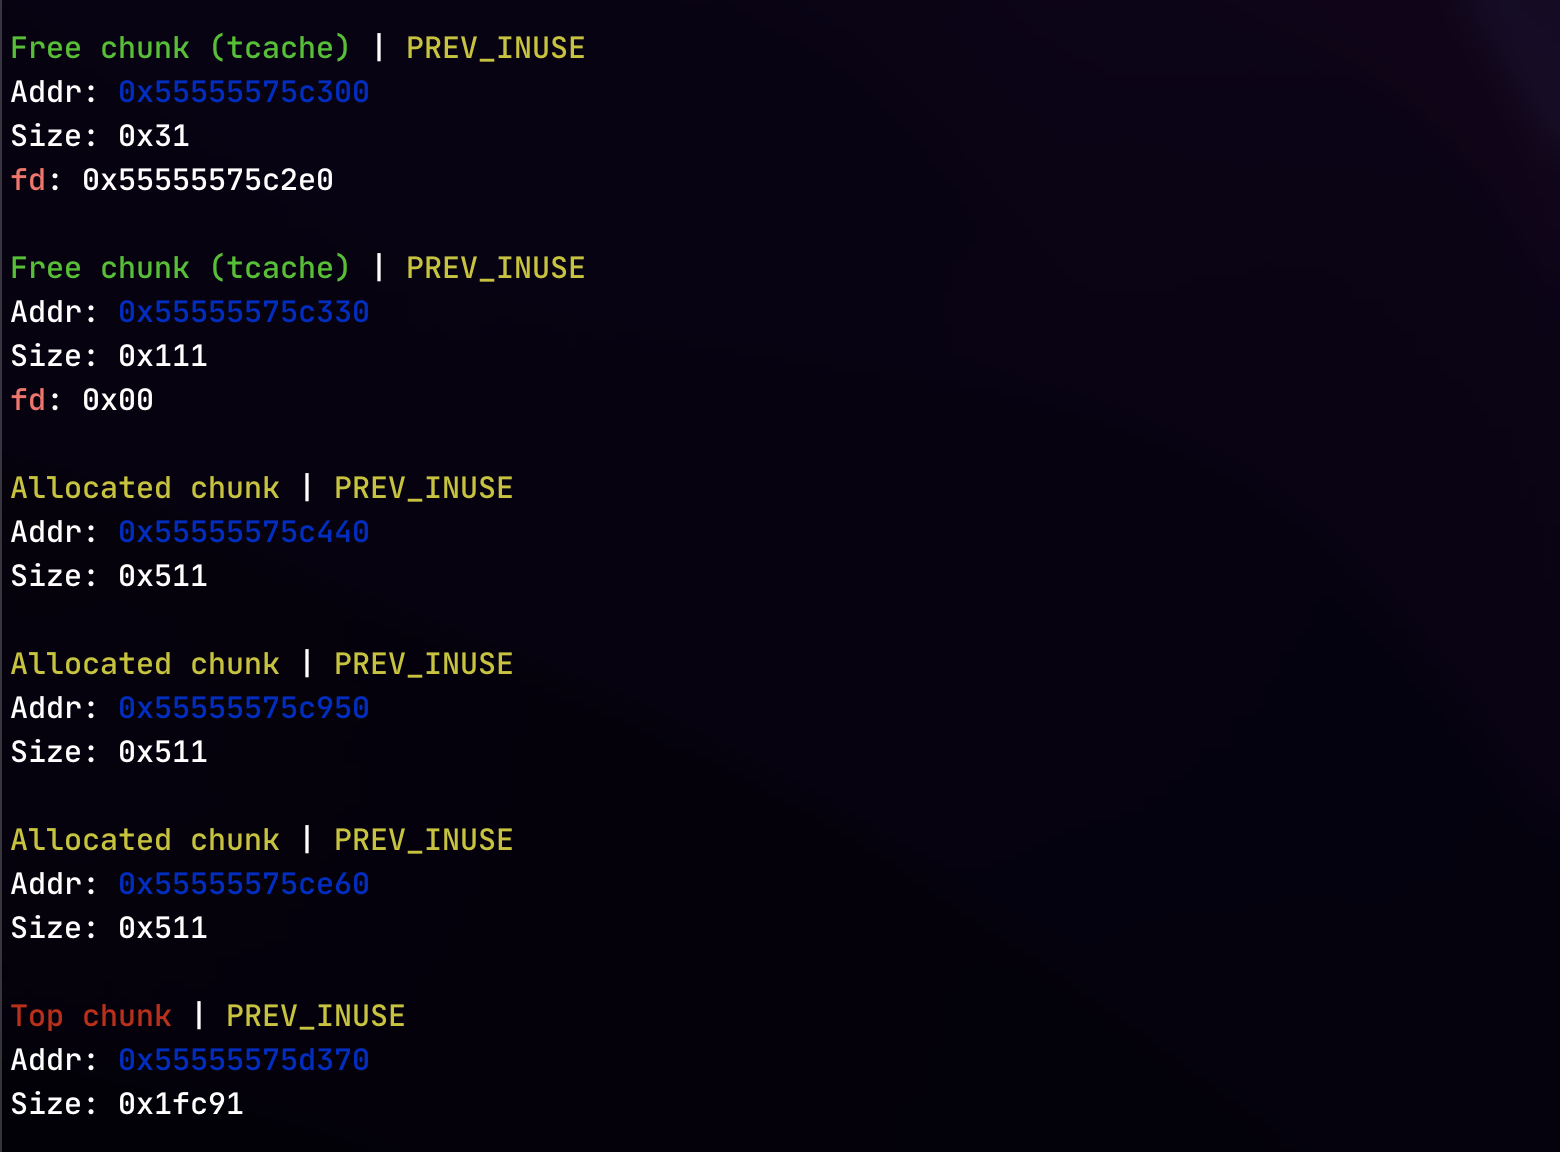 Free chunk (tcache) | PREV_INUSE
Addr: 0x55555575c300
Size: 0x31
fd: 0x55555575c2e0
Free chunk (tcache) | PREV_INUSE
Addr: 0x55555575c330
Size: 0x111
fd: 0x00
Allocated chunk | PREV_INUSE
Addr: 0x55555575c440
Size: 0x511
Allocated chunk | PREV_INUSE
Addr: 0x55555575c950
Size: 0x511
Allocated chunk | PREV_INUSE
Addr: 0x55555575ce60
Size: 0x511
Top chunk | PREV_INUSE
Addr: 0x55555575d370
Size: 0x1fc91